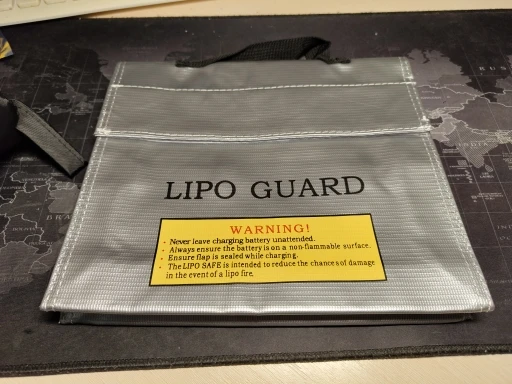 LIPO GUARD
WARNING!
· Never leave charging battery unattended.
· Always ensure the battery is on a non-flammable surface.
· Ensure flap is sealed while charging.
· The LIPO SAFE is intended to reduce the chances of damage
in the event of a lipo fire.